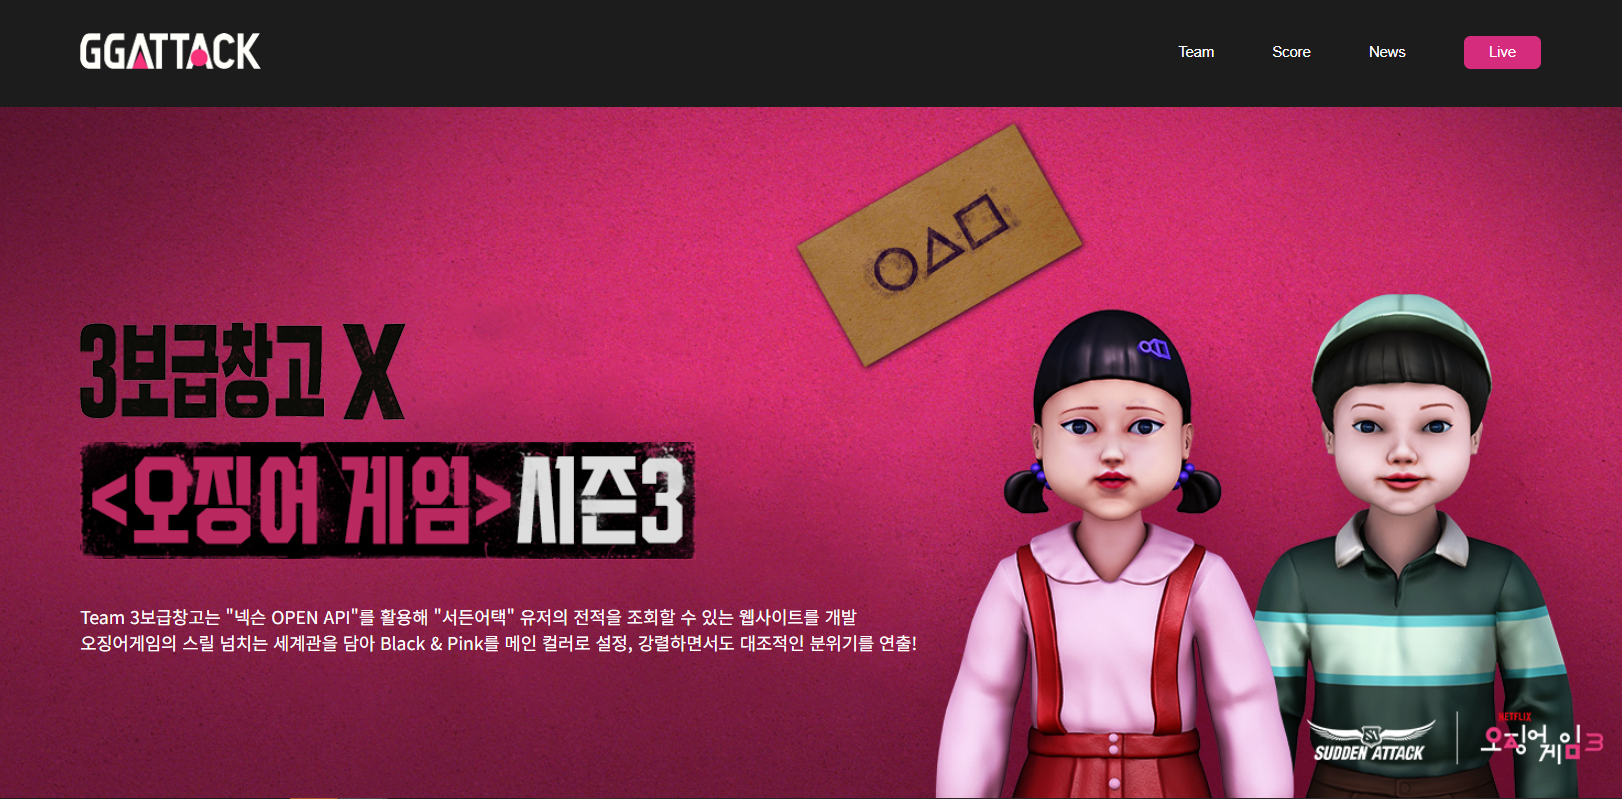 GGATTACK
Team
Score
News
Live
3보급창고 X
<오징어 게임>시즌3
Team 3보급창고는 "넥슨 OPEN API"를 활용해 "서든어택" 유저의 전적을 조회할 수 있는 웹사이트를 개발
오징어게임의 스릴 넘치는 세계관을 담아 Black & Pink를 메인 컬러로 설정, 강렬하면서도 대조적인 분위기를 연출!
SA
SUDDEN ATTACK
NETFLIX
오징어게임3